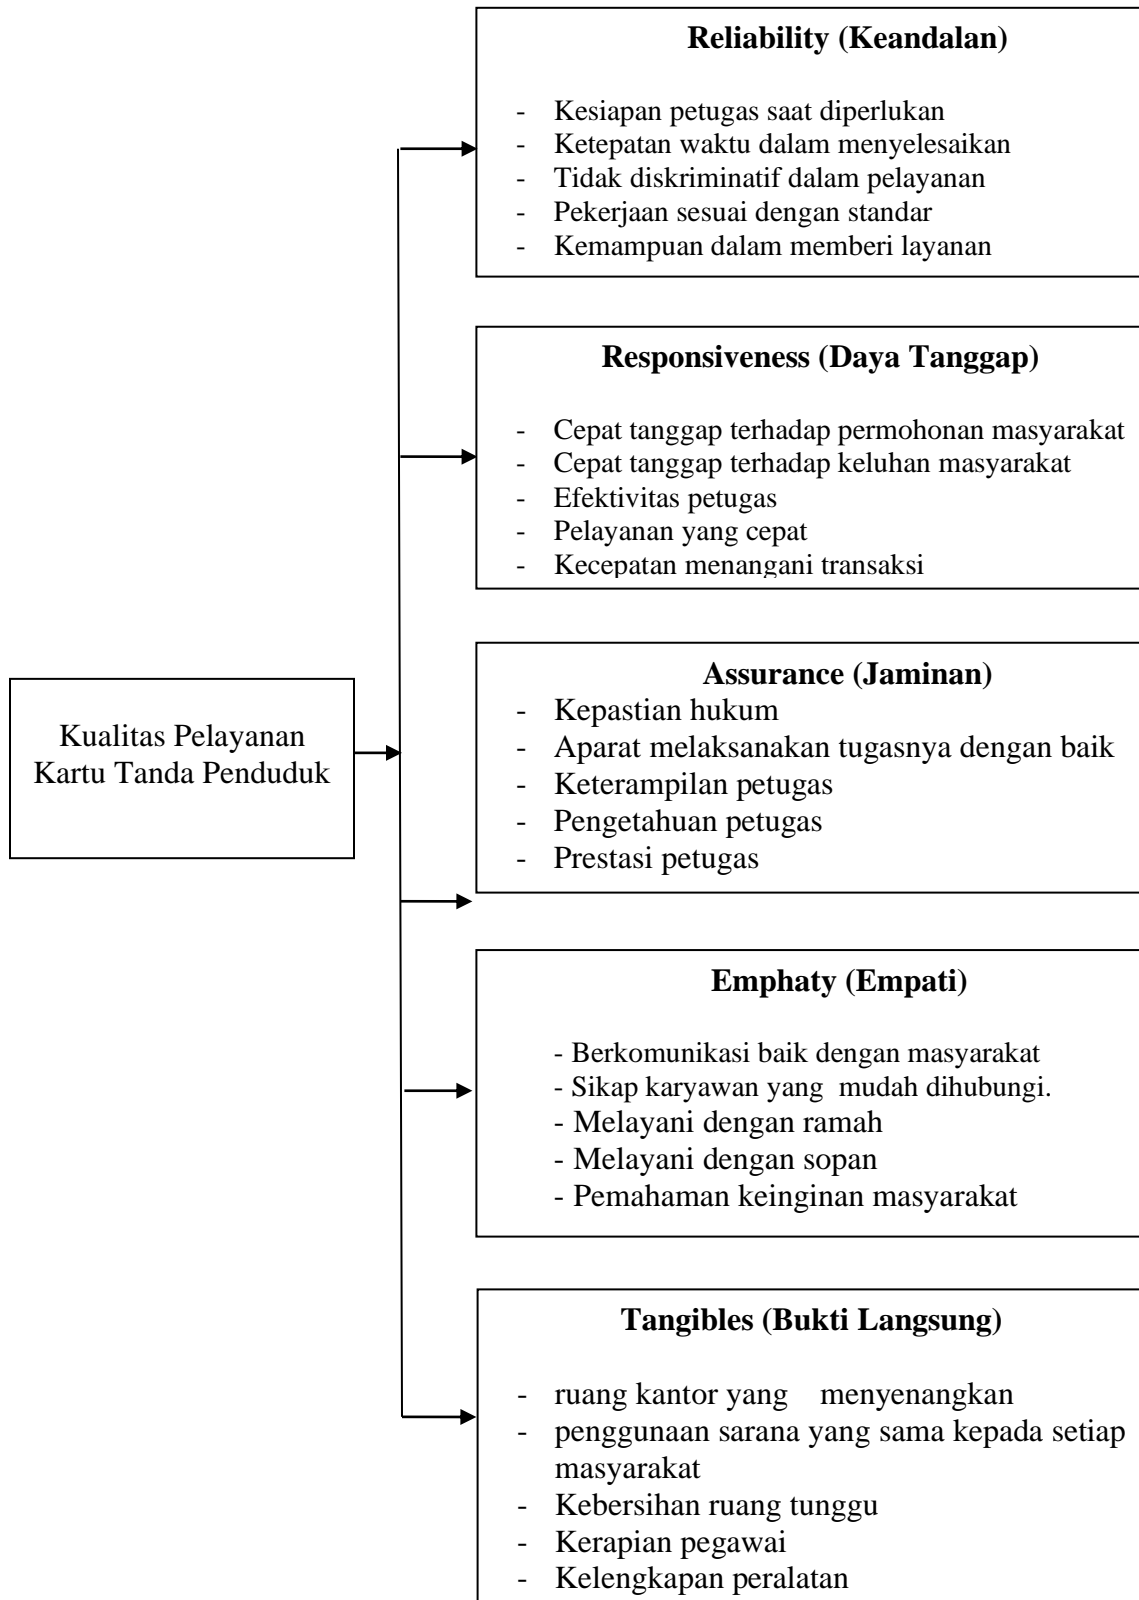 Reliability (Keandalan)
- Kesiapan petugas saat diperlukan
- Ketepatan waktu dalam menyelesaikan
- Tidak diskriminatif dalam pelayanan
- Pekerjaan sesuai dengan standar
- Kemampuan dalam memberi layanan
Responsiveness (Daya Tanggap)
- Cepat tanggap terhadap permohonan masyarakat
- Cepat tanggap terhadap keluhan masyarakat
- Efektivitas petugas
- Pelayanan yang cepat
- Kecepatan menangani transaksi
Kualitas Pelayanan
Kartu Tanda Penduduk
Assurance (Jaminan)
- Kepastian hukum
- Aparat melaksanakan tugasnya dengan baik
- Keterampilan petugas
- Pengetahuan petugas
- Prestasi petugas
Emphaty (Empati)
- Berkomunikasi baik dengan masyarakat
- Sikap karyawan yang mudah dihubungi.
- Melayani dengan ramah
- Melayani dengan sopan
- Pemahaman keinginan masyarakat
Tangibles (Bukti Langsung)
- ruang kantor yang menyenangkan
- penggunaan sarana yang sama kepada setiap
masyarakat
- Kebersihan ruang tunggu
- Kerapian pegawai
- Kelengkapan peralatan